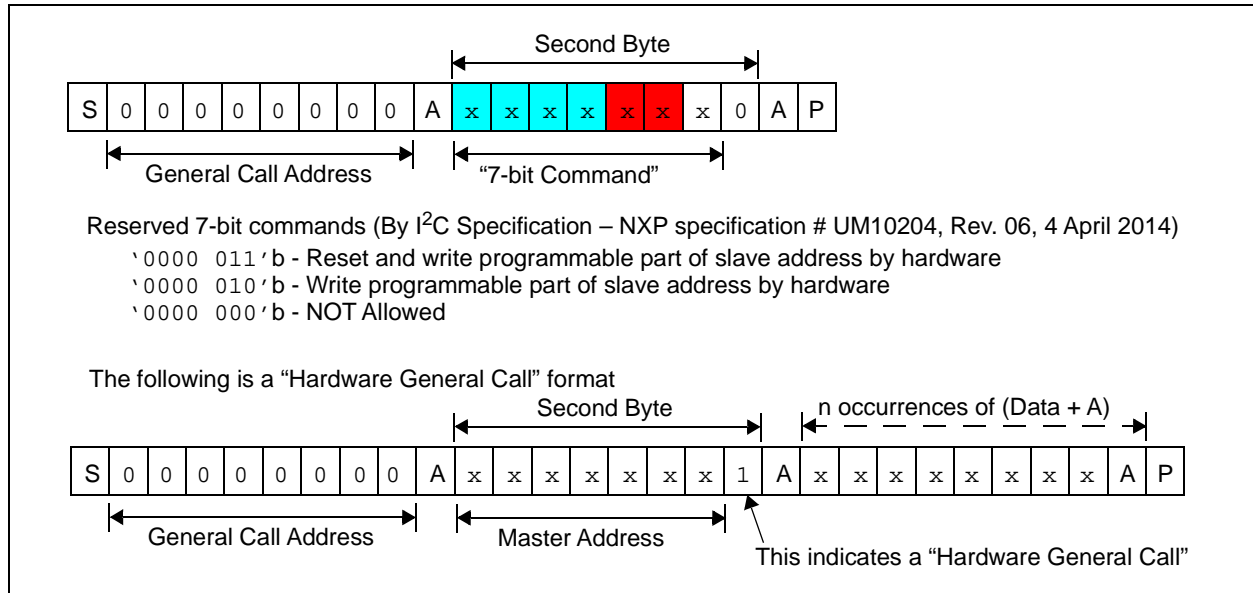 Second Byte
S 0 0 0 0 0 0 0 0 A x x x x x x x 0 A P
General Call Address “7-bit Command”
Reserved 7-bit commands (By I2C Specification – NXP specification # UM10204, Rev. 06, 4 April 2014)
‘0000 011’b - Reset and write programmable part of slave address by hardware
‘0000 010’b - Write programmable part of slave address by hardware
‘0000 000’b - NOT Allowed
The following is a “Hardware General Call” format
Second Byte n occurrences of (Data + A)
S 0 0 0 0 0 0 0 0 A x x x x x x x 1 A x x x x x x x x A P
General Call Address Master Address
This indicates a “Hardware General Call”